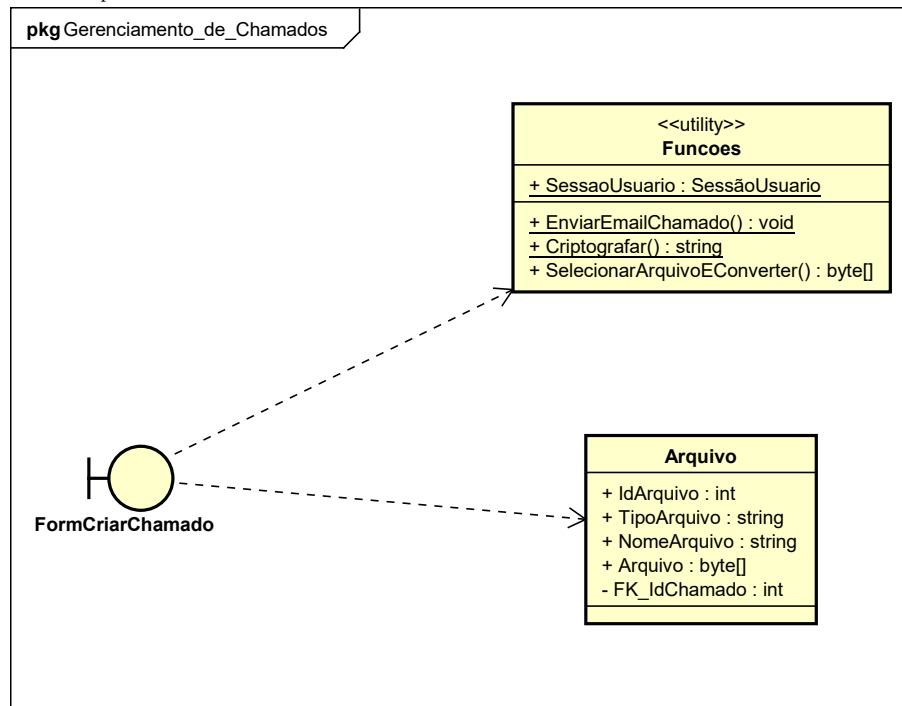 pkg Gerenciamento_de_Chamados
<<utility>>
Funcoes
+ SessaoUsuario : SessãoUsuario
+ EnviarEmailChamado() : void
+ Criptografar() : string
+ SelecionarArquivoEConverter() : byte[]
Arquivo
+ IdArquivo : int
+ TipoArquivo : string
+ NomeArquivo : string
+ Arquivo : byte[]
- FK_IdChamado : int
FormCriarChamado